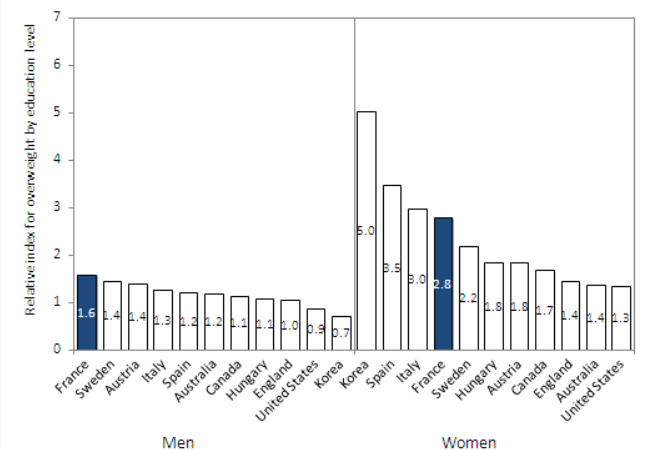 Relative index for overweight by education level
7
6
5
4
3
2
1
0
1.6
1.4
1.4
1.3
1.2
1.2
1.1
1.1
1.0
0.9
0.7
5.0
3.5
3.0
2.8
2.2
1.8
1.8
1.7
1.4
1.4
1.3
France
Sweden
Austria
Italy
Spain
Australia
Canada
Hungary
England
United States
Korea
Korea
Spain
Italy
France
Sweden
Hungary
Austria
Canada
England
Australia
United States
Men
Women